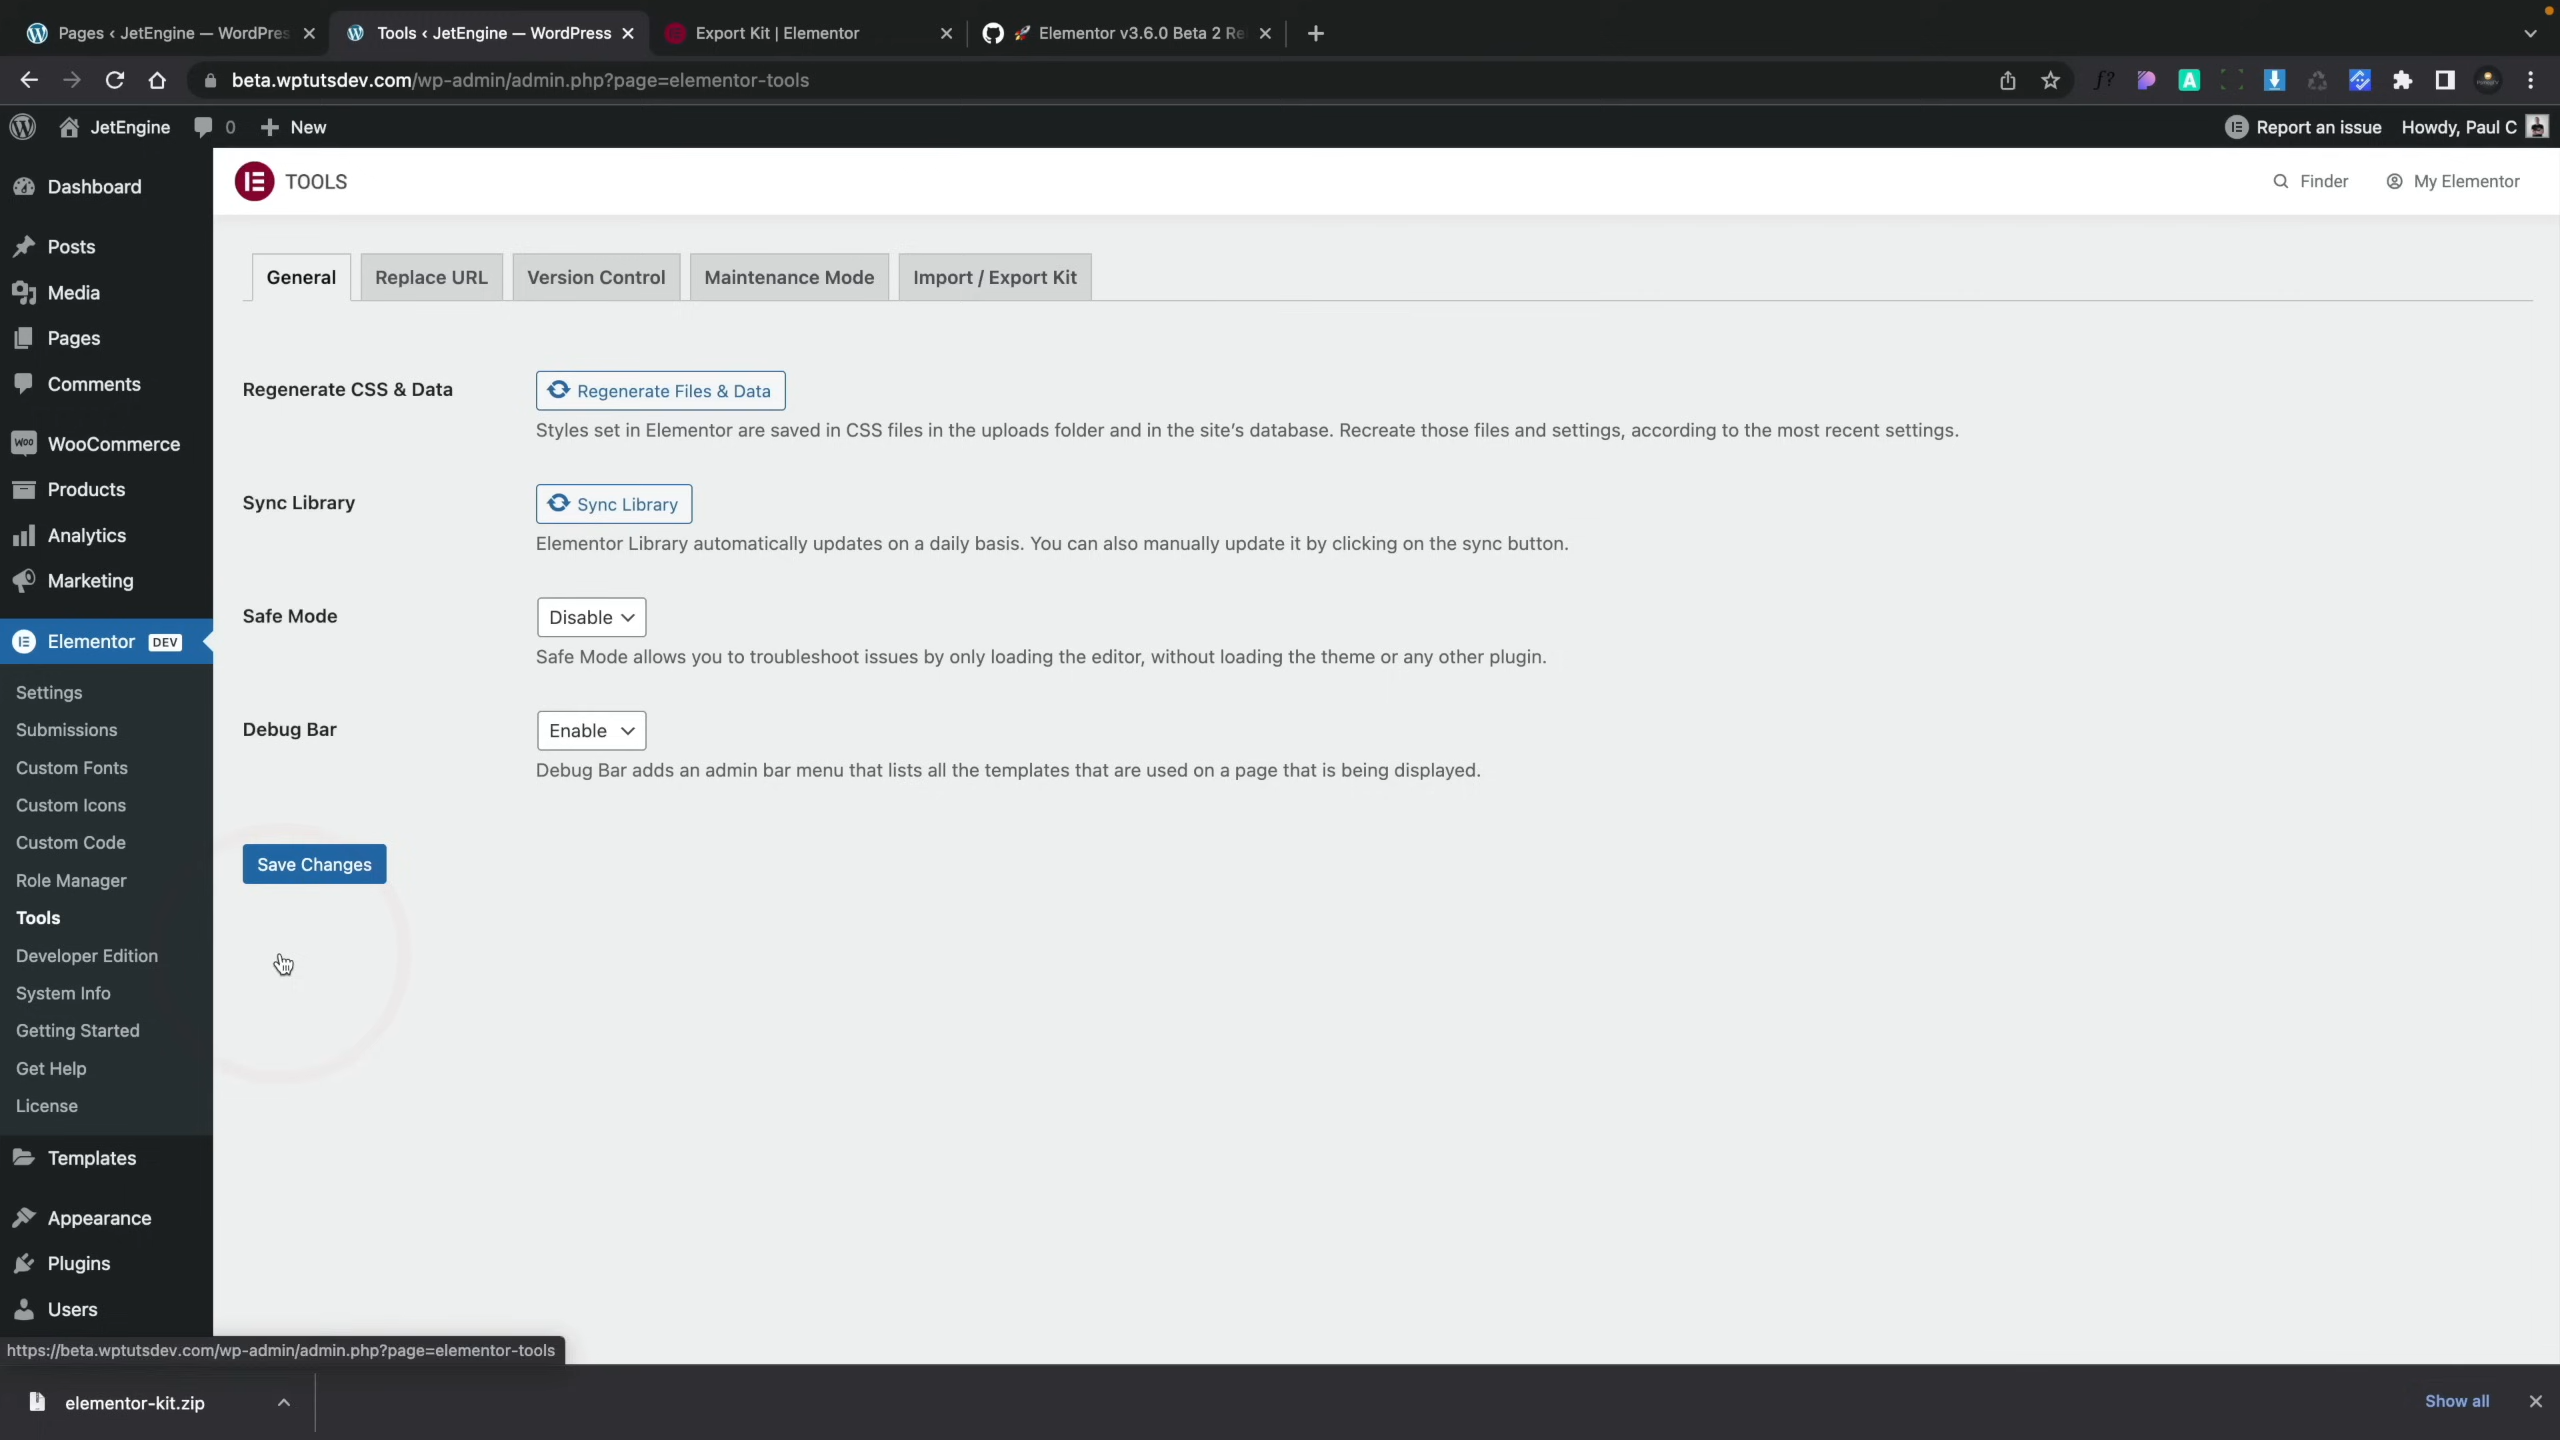 Pages ‹ JetEngine — WordPres
Tools ‹ JetEngine — WordPress
Export Kit | Elementor
🚀 Elementor v3.6.0 Beta 2 Re
beta.wptutsdev.com/wp-admin/admin.php?page=elementor-tools
JetEngine
0
New
Report an issue
Howdy, Paul C
Dashboard
Posts
Media
Pages
Comments
WooCommerce
Products
Analytics
Marketing
Elementor DEV
Settings
Submissions
Custom Fonts
Custom Icons
Custom Code
Role Manager
Tools
Developer Edition
System Info
Getting Started
Get Help
License
Templates
Appearance
Plugins
Users
TOOLS
Finder
My Elementor
General
Replace URL
Version Control
Maintenance Mode
Import / Export Kit
Regenerate CSS & Data
Regenerate Files & Data
Styles set in Elementor are saved in CSS files in the uploads folder and in the site’s database. Recreate those files and settings, according to the most recent settings.
Sync Library
Sync Library
Elementor Library automatically updates on a daily basis. You can also manually update it by clicking on the sync button.
Safe Mode
Disable
Safe Mode allows you to troubleshoot issues by only loading the editor, without loading the theme or any other plugin.
Debug Bar
Enable
Debug Bar adds an admin bar menu that lists all the templates that are used on a page that is being displayed.
Save Changes
https://beta.wptutsdev.com/wp-admin/admin.php?page=elementor-tools
elementor-kit.zip
Show all